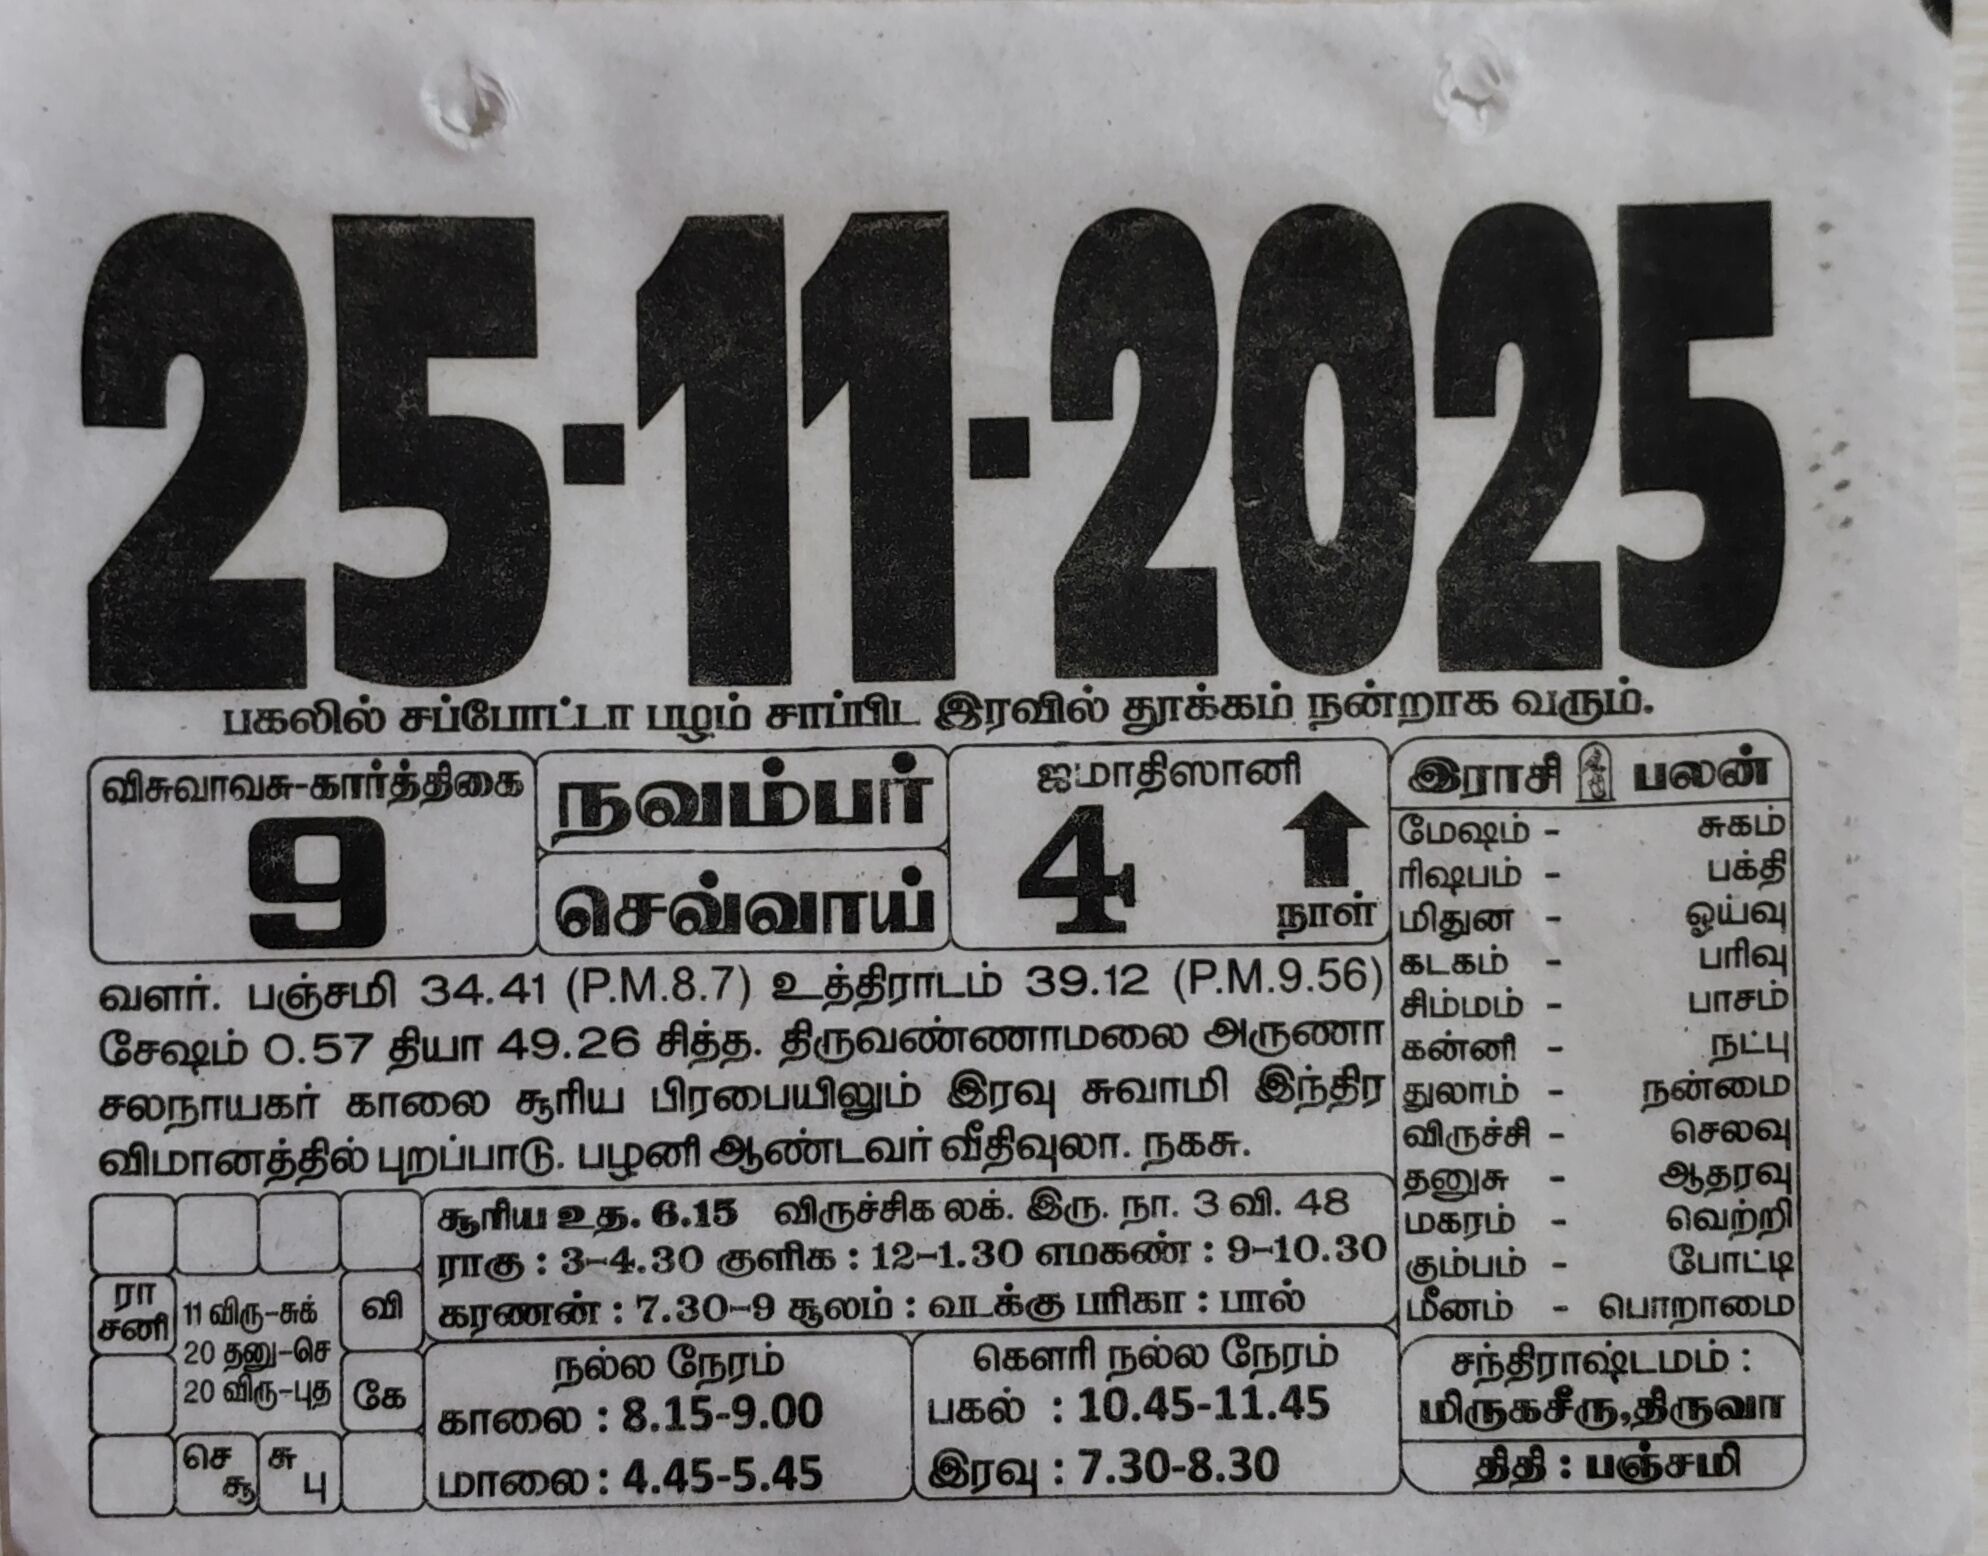 25-11-2025
பகலில் சப்போட்டா பழம் சாப்பிட இரவில் தூக்கம் நன்றாக வரும்.
விசுவாவசு-கார்த்திகை
9
நவம்பர்
செவ்வாய்
ஜமாதிஸானி
4
நாள்
வளர். பஞ்சமி 34.41 (P.M.8.7) உத்திராடம் 39.12 (P.M.9.56)
சேஷம் 0.57 தியா 49.26 சித்த. திருவண்ணாமலை அருணா
சலநாயகர் காலை சூரிய பிரபையிலும் இரவு சுவாமி இந்திர
விமானத்தில் புறப்பாடு. பழனி ஆண்டவர் வீதிவுலா. நகசு.
இராசி பலன்
மேஷம் - சுகம்
ரிஷபம் - பக்தி
மிதுன - ஓய்வு
கடகம் - பரிவு
சிம்மம் - பாசம்
கன்னி - நட்பு
துலாம் - நன்மை
விருச்சி - செலவு
தனுசு - ஆதரவு
மகரம் - வெற்றி
கும்பம் - போட்டி
மீனம் - பொறாமை
ரா
சனி
11 விரு-சுக்
20 தனு-செ
20 விரு-புத
வி
கே
செ
சூ
சு
பு
சூரிய உத. 6.15 விருச்சிக லக். இரு. நா. 3 வி. 48
ராகு : 3-4.30 குளிக : 12-1.30 எமகண் : 9-10.30
கரணன் : 7.30-9 சூலம் : வடக்கு பரிகா : பால்
நல்ல நேரம்
காலை : 8.15-9.00
மாலை : 4.45-5.45
கௌரி நல்ல நேரம்
பகல் : 10.45-11.45
இரவு : 7.30-8.30
சந்திராஷ்டமம் :
மிருகசீரு,திருவா
திதி : பஞ்சமி